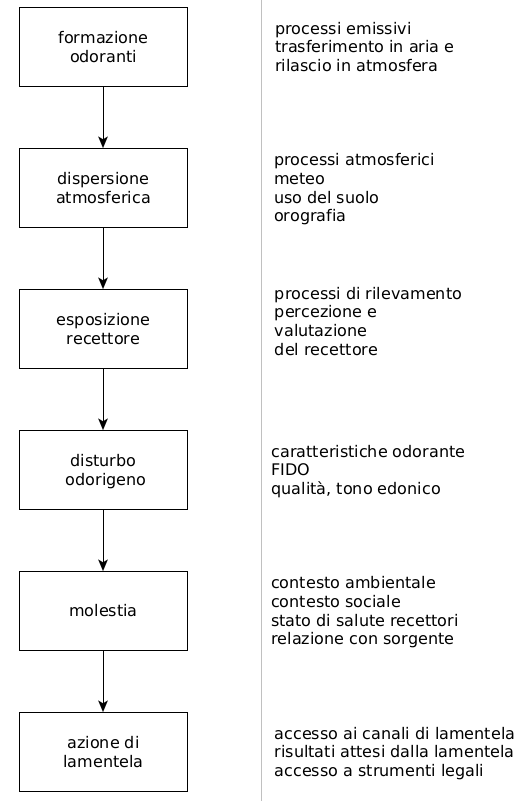 formazione
odoranti
processi emissivi
trasferimento in aria e
rilascio in atmosfera
dispersione
atmosferica
processi atmosferici
meteo
uso del suolo
orografia
esposizione
recettore
processi di rilevamento
percezione e
valutazione
del recettore
disturbo
odorigeno
caratteristiche odorante
FIDO
qualità, tono edonico
molestia
contesto ambientale
contesto sociale
stato di salute recettori
relazione con sorgente
azione di
lamentela
accesso ai canali di lamentela
risultati attesi dalla lamentela
accesso a strumenti legali